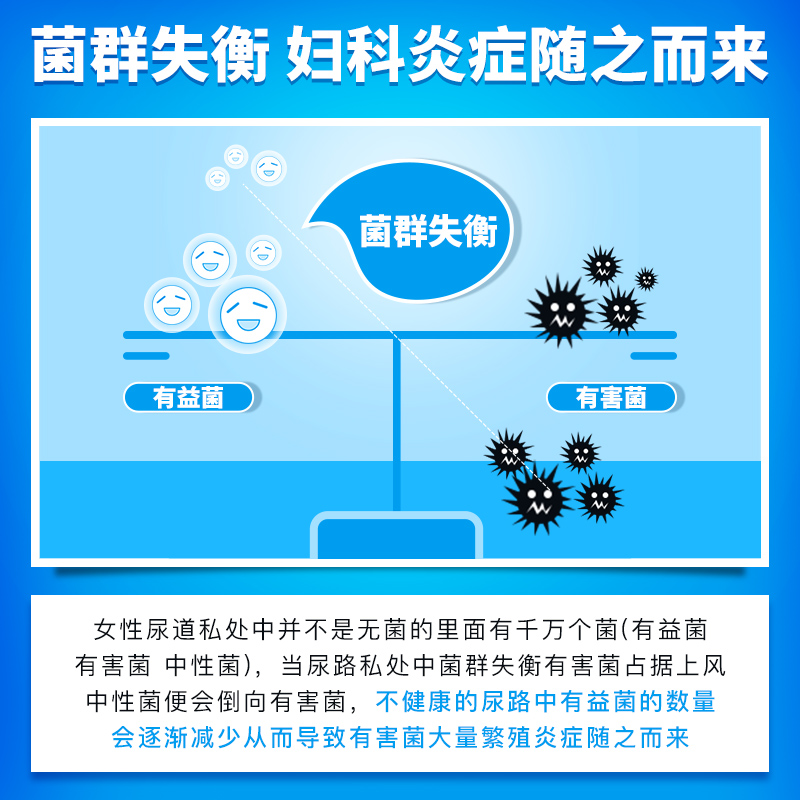 菌群失衡 妇科炎症随之而来
菌群失衡
有益菌
有害菌
女性尿道私处中并不是无菌的里面有千万个菌(有益菌
有害菌 中性菌)，当尿路私处中菌群失衡有害菌占据上风
中性菌便会倒向有害菌，不健康的尿路中有益菌的数量
会逐渐减少从而导致有害菌大量繁殖炎症随之而来